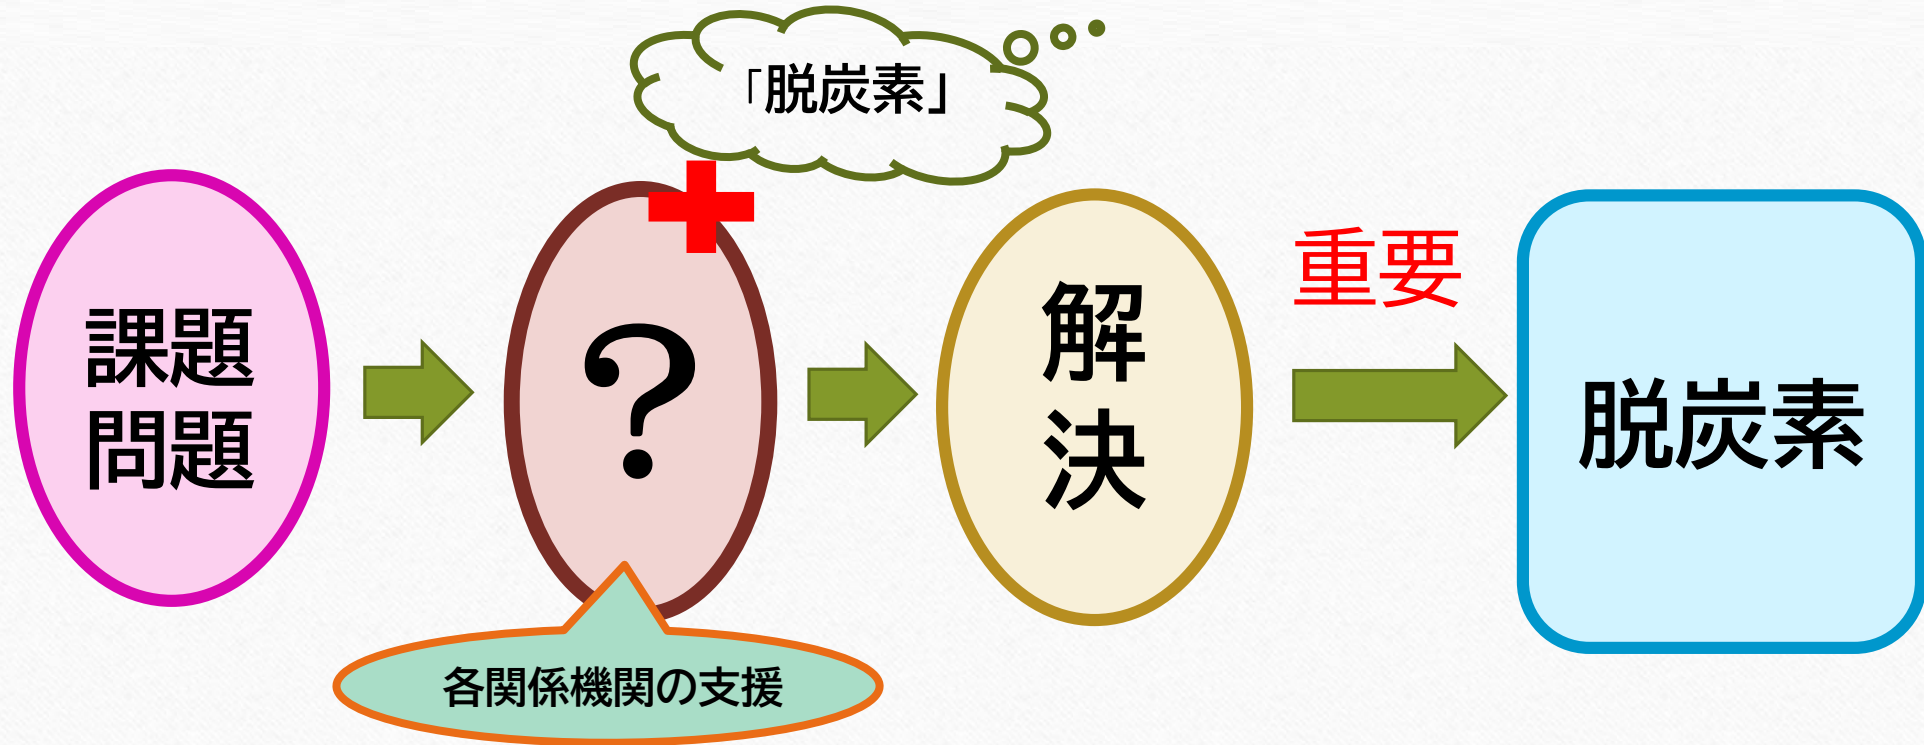 「脱炭素」
課題
問題
？
解
決
重要
脱炭素
各関係機関の支援